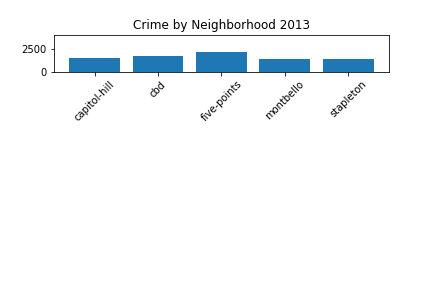 Crime by Neighborhood 2013
2500
0
capitol-hill
cbd
five-points
montbello
stapleton